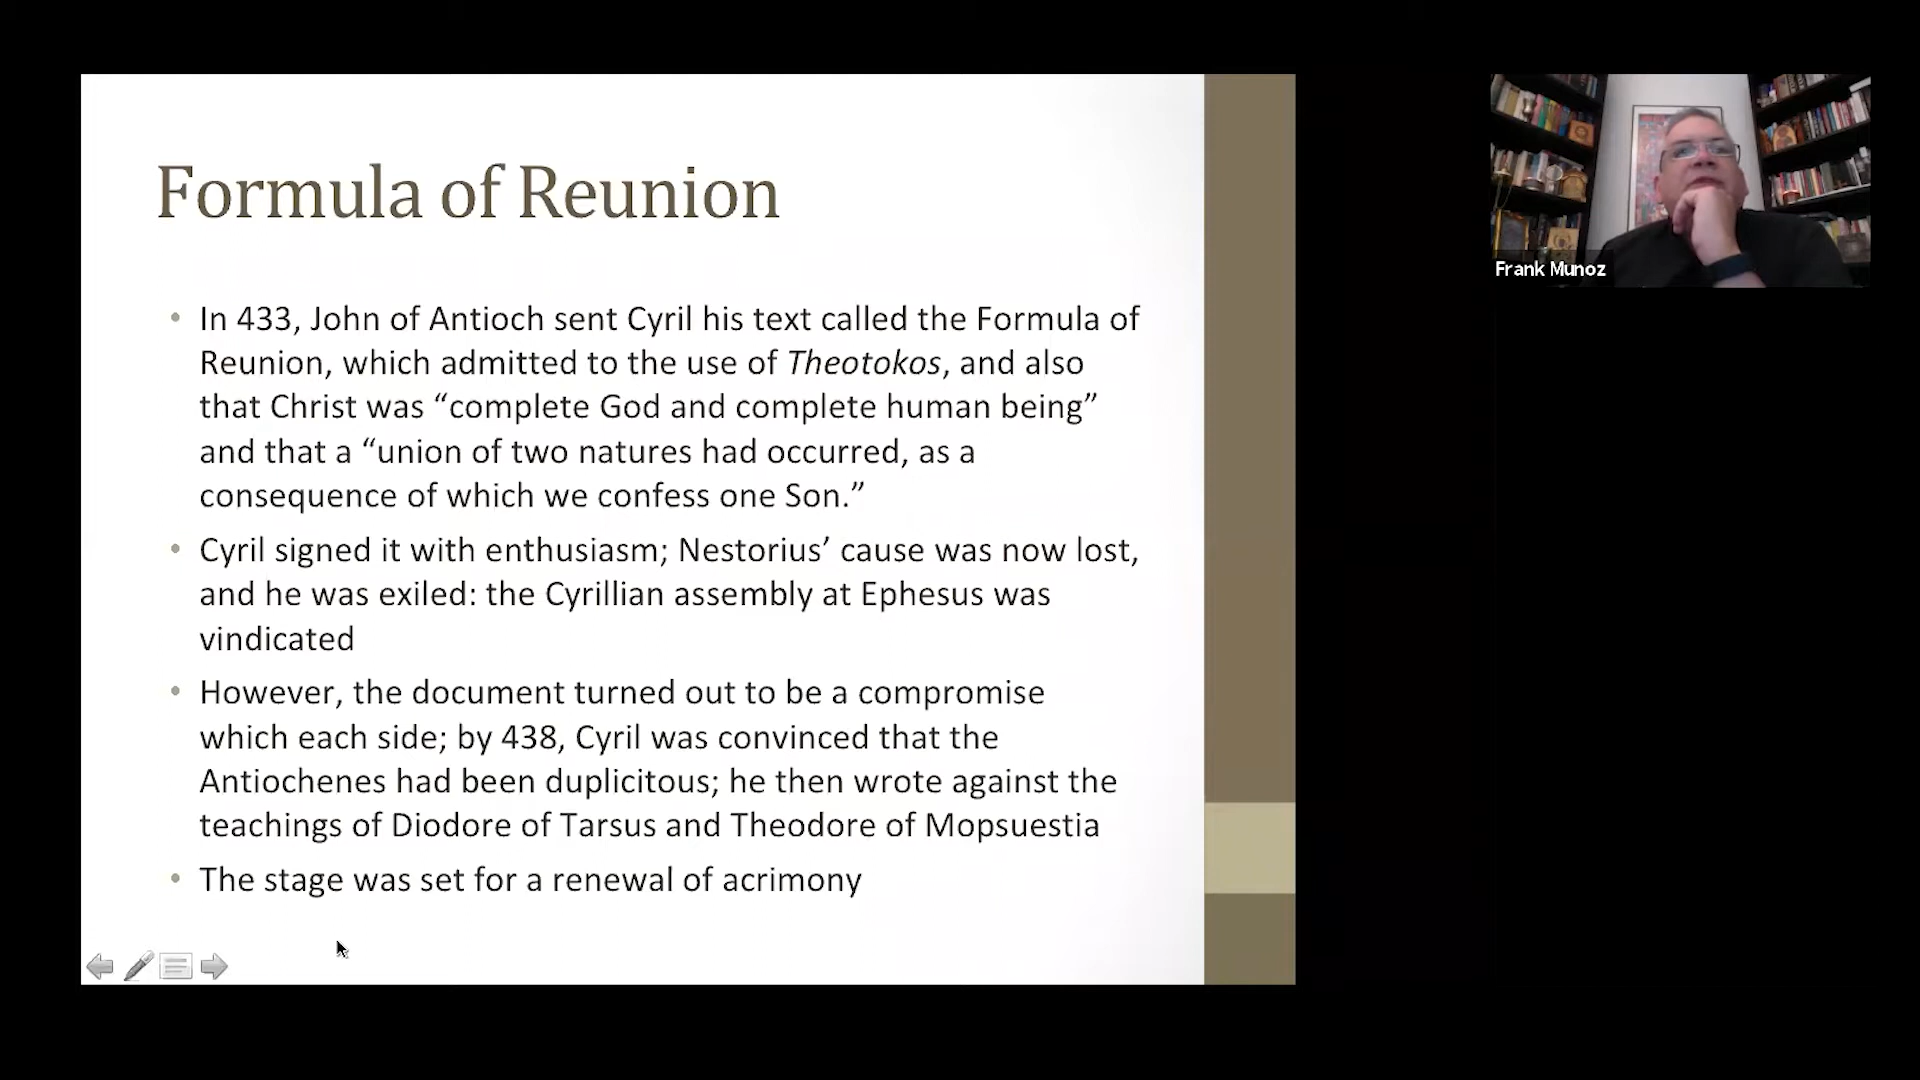 Formula of Reunion
• In 433, John of Antioch sent Cyril his text called the Formula of
Reunion, which admitted to the use of Theotokos, and also
that Christ was “complete God and complete human being”
and that a “union of two natures had occurred, as a
consequence of which we confess one Son.”
• Cyril signed it with enthusiasm; Nestorius’ cause was now lost,
and he was exiled: the Cyrillian assembly at Ephesus was
vindicated
• However, the document turned out to be a compromise
which each side; by 438, Cyril was convinced that the
Antiochenes had been duplicitous; he then wrote against the
teachings of Diodore of Tarsus and Theodore of Mopsuestia
• The stage was set for a renewal of acrimony
Frank Munoz